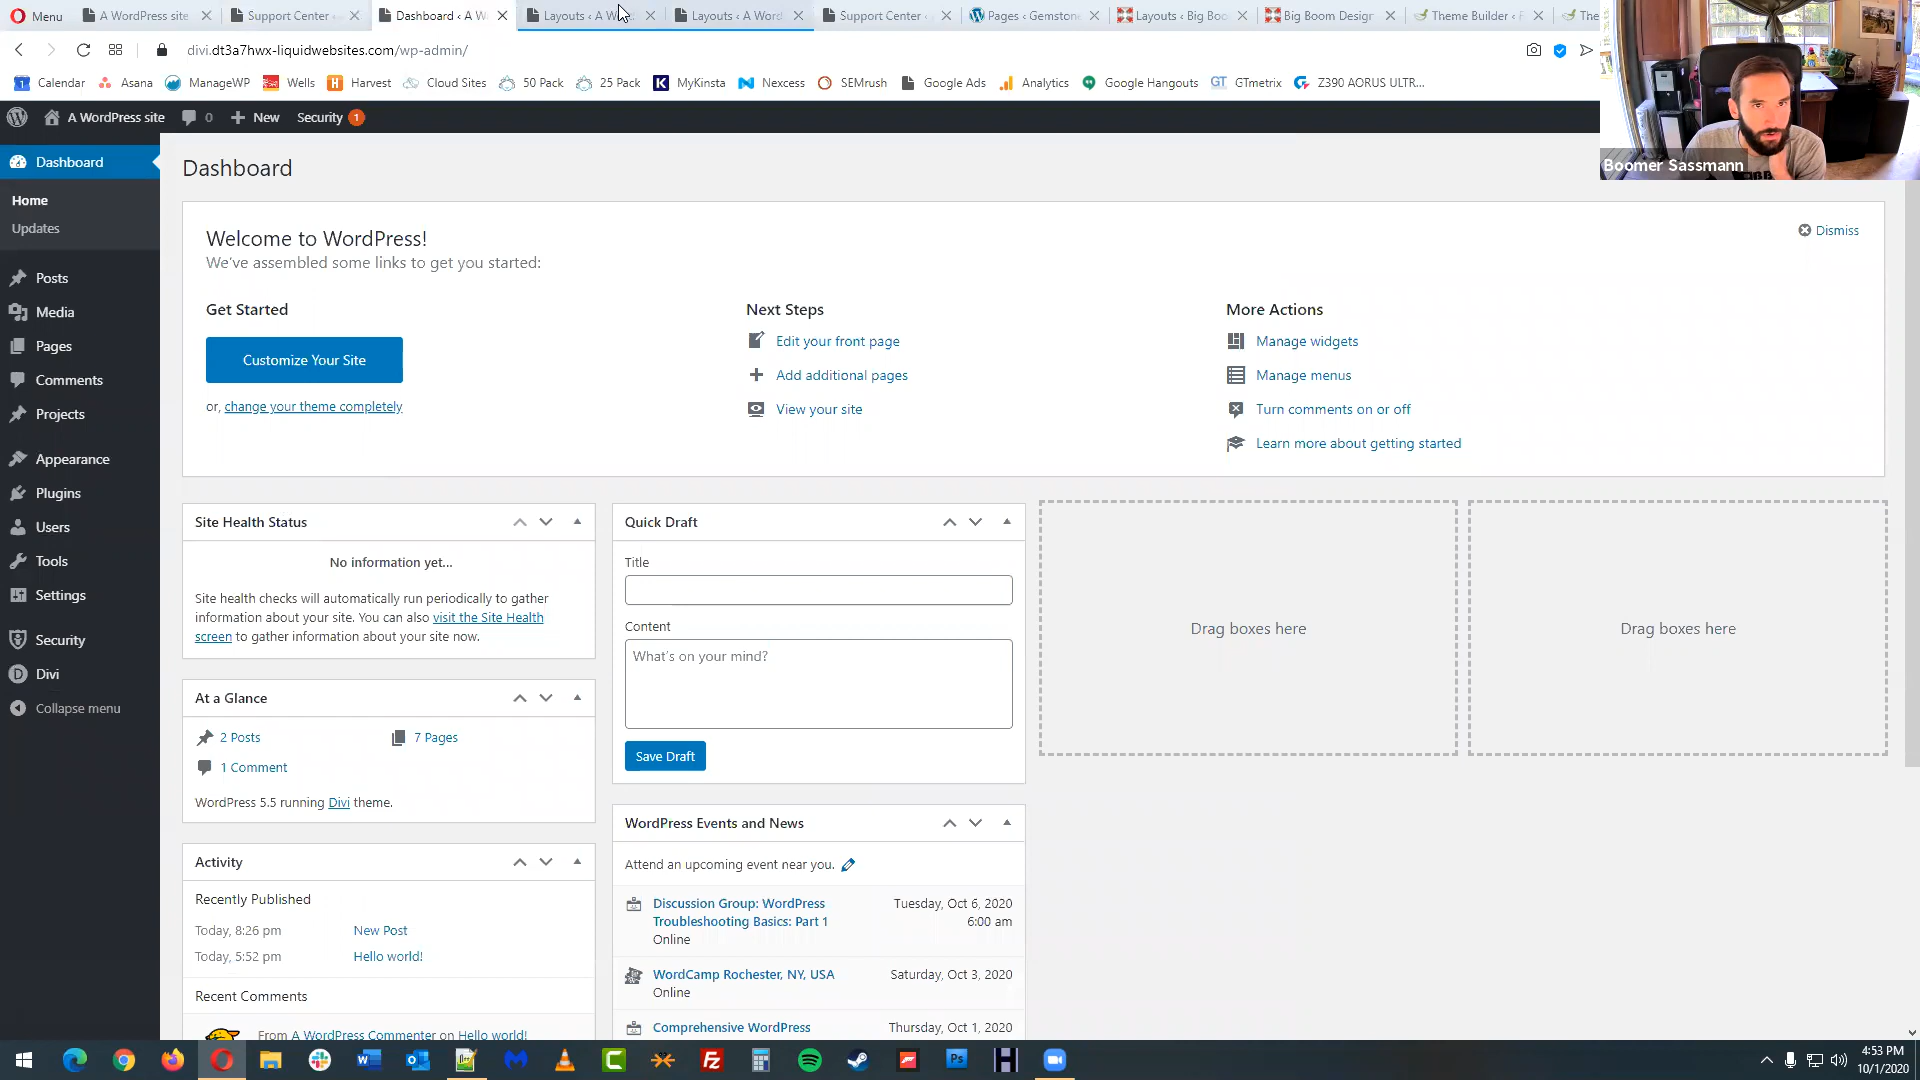 Menu
A WordPress site
Support Center ‹
Dashboard ‹ A W
Layouts ‹ A W
Layouts ‹ A Word
Support Center ‹
Pages ‹ Gemstone
Layouts ‹ Big Boo
Big Boom Design
Theme Builder ‹
The
divi.dt3a7hwx-liquidwebsites.com/wp-admin/
Calendar
Asana
ManageWP
Wells
Harvest
Cloud Sites
50 Pack
25 Pack
MyKinsta
Nexcess
SEMrush
Google Ads
Analytics
Google Hangouts
GTmetrix
Z390 AORUS ULTR...
A WordPress site
0
New
Security 1
Boomer Sassmann
Dashboard
Home
Updates
Posts
Media
Pages
Comments
Projects
Appearance
Plugins
Users
Tools
Settings
Security
Divi
Collapse menu
Dashboard
Welcome to WordPress!
We've assembled some links to get you started:
Dismiss
Get Started
Customize Your Site
or, change your theme completely
Next Steps
Edit your front page
Add additional pages
View your site
More Actions
Manage widgets
Manage menus
Turn comments on or off
Learn more about getting started
Site Health Status
No information yet...
Site health checks will automatically run periodically to gather
information about your site. You can also visit the Site Health
screen to gather information about your site now.
At a Glance
2 Posts
7 Pages
1 Comment
WordPress 5.5 running Divi theme.
Activity
Recently Published
Today, 8:26 pm New Post
Today, 5:52 pm Hello world!
Recent Comments
From A WordPress Commenter on Hello world!
Quick Draft
Title
Content
What's on your mind?
Save Draft
WordPress Events and News
Attend an upcoming event near you.
Discussion Group: WordPress
Troubleshooting Basics: Part 1
Online
Tuesday, Oct 6, 2020
6:00 am
WordCamp Rochester, NY, USA
Online
Saturday, Oct 3, 2020
Comprehensive WordPress
Thursday, Oct 1, 2020
Drag boxes here
Drag boxes here
4:53 PM
10/1/2020